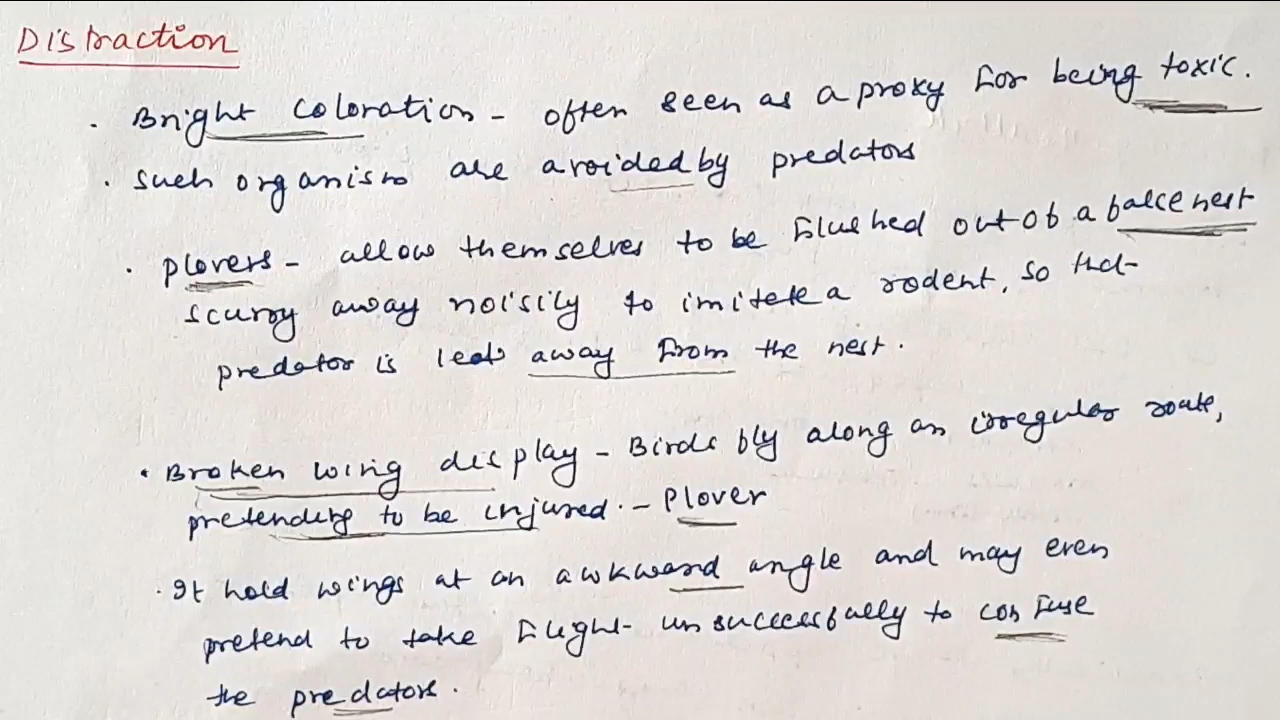 Distraction
. Bright Coloration - often seen as a proxy for being toxic.
. such organism are avoided by predators
. plovers - allow themselves to be flushed out of a false nest
scurry away noisily to imitate a rodent, so that
predator is lead away from the nest.
. Broken wing display - Birds fly along an irregular route,
pretending to be injured. - Plover
. It hold wings at an awkward angle and may even
pretend to take flight unsuccessfully to confuse
the predators.